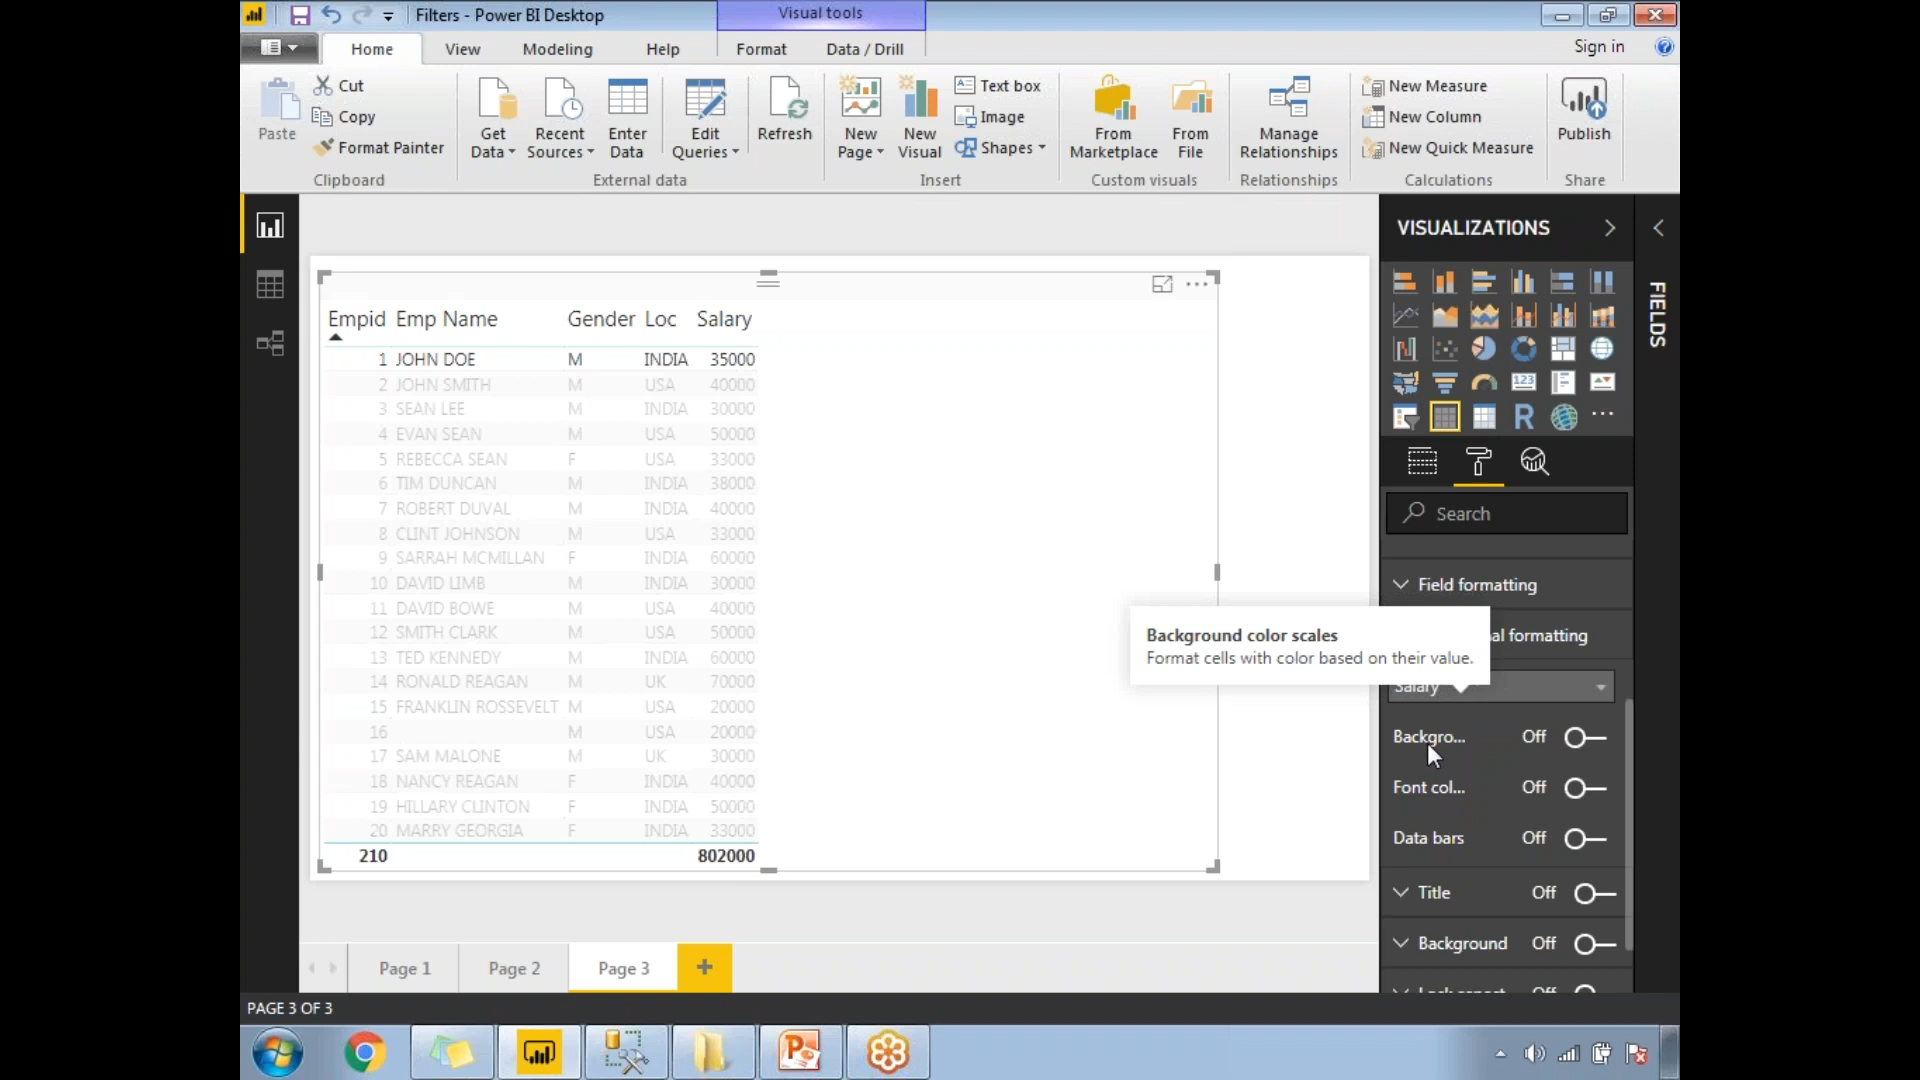 Filters - Power BI Desktop
Visual tools
Home View Modeling Help Format Data / Drill
Sign in
Paste
Cut
Copy
Format Painter
Clipboard
Get Data
Recent Sources
Enter Data
External data
Edit Queries
Refresh
New Page
New Visual
Text box
Image
Shapes
Insert
From Marketplace
From File
Custom visuals
Manage Relationships
Relationships
New Measure
New Column
New Quick Measure
Calculations
Publish
Share
VISUALIZATIONS
FIELDS
Empid Emp Name Gender Loc Salary
1 JOHN DOE M INDIA 35000
2 JOHN SMITH M USA 40000
3 SEAN LEE M INDIA 30000
4 EVAN SEAN M USA 50000
5 REBECCA SEAN F USA 33000
6 TIM DUNCAN M INDIA 38000
7 ROBERT DUVAL M INDIA 40000
8 CLINT JOHNSON M USA 33000
9 SARRAH MCMILLAN F INDIA 60000
10 DAVID LIMB M INDIA 30000
11 DAVID BOWE M USA 40000
12 SMITH CLARK M USA 50000
13 TED KENNEDY M INDIA 60000
14 RONALD REAGAN M UK 70000
15 FRANKLIN ROSSEVELT M USA 20000
16 M USA 20000
17 SAM MALONE M UK 30000
18 NANCY REAGAN F INDIA 40000
19 HILLARY CLINTON F INDIA 50000
20 MARRY GEORGIA F INDIA 33000
210 802000
123
R
Search
Field formatting
al formatting
Background color scales
Format cells with color based on their value.
Salary
Backgro... Off
Font col... Off
Data bars Off
Title Off
Background Off
Page 1 Page 2 Page 3 +
PAGE 3 OF 3